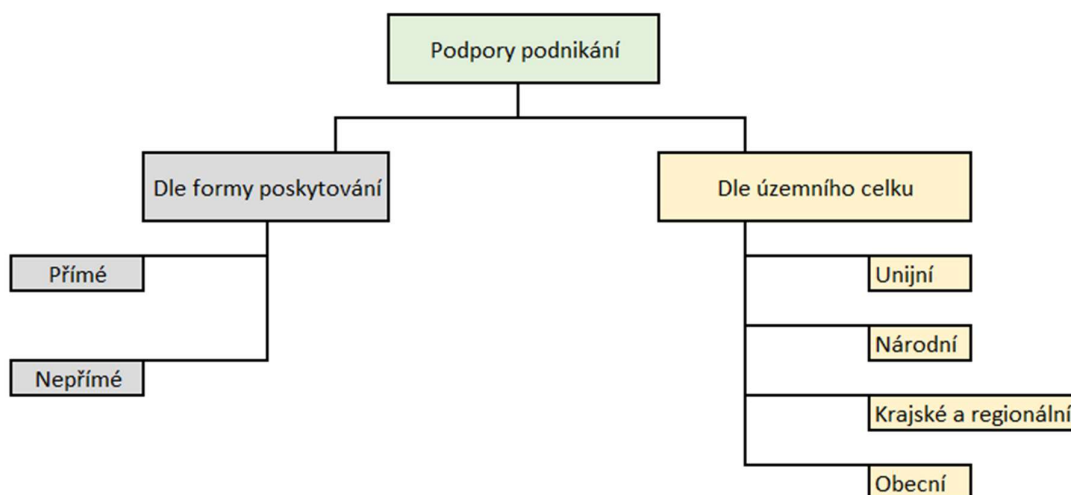 Podpory podnikání
Dle formy poskytování
Dle územního celku
Přímé
Nepřímé
Unijní
Národní
Krajské a regionální
Obecní